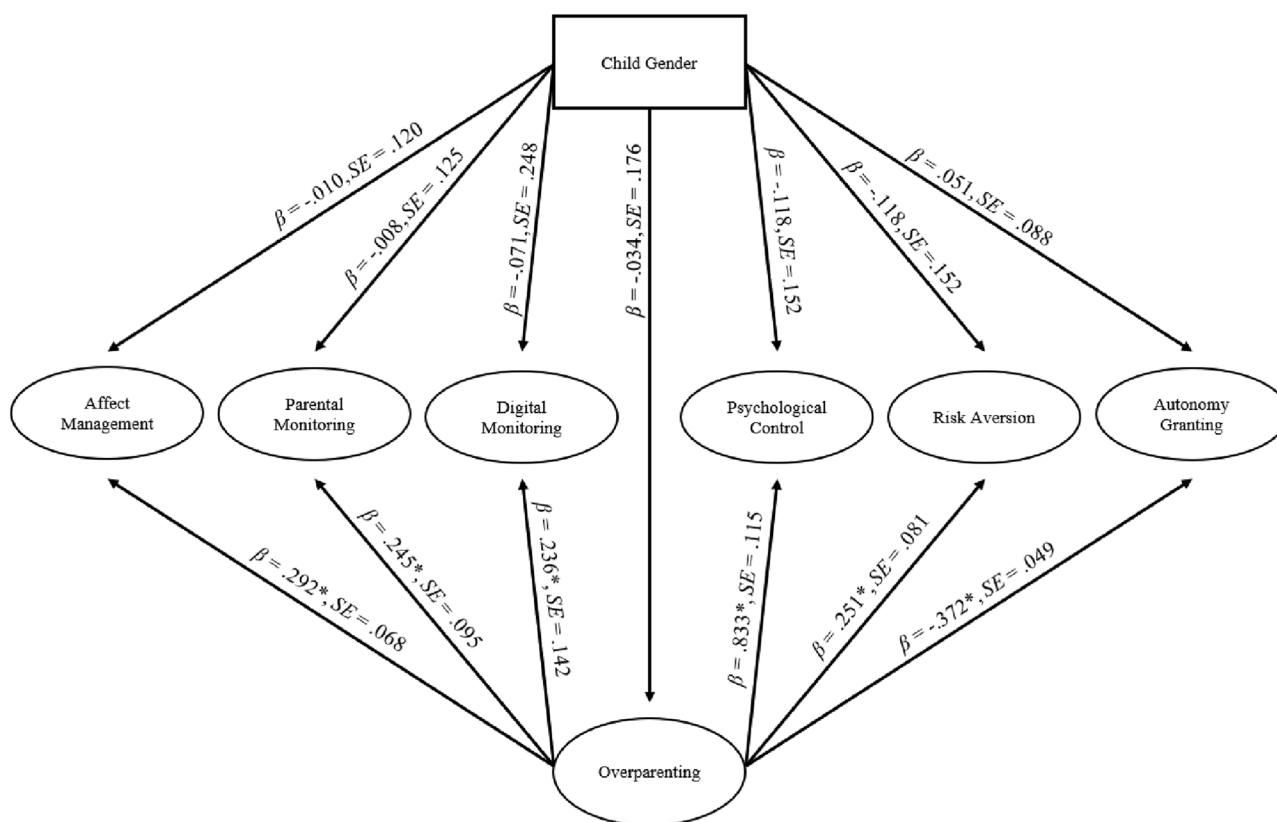 Child Gender
β = -.010, SE = .120
β = -.008, SE = .125
β = -.071, SE = .248
β = -.034, SE = .176
β = -.118, SE = .152
β = -.118, SE = .152
β = .051, SE = .088
Affect
Management
Parental
Monitoring
Digital
Monitoring
Psychological
Control
Risk Aversion
Autonomy
Granting
β = .292*, SE = .068
β = .245*, SE = .095
β = .236*, SE = .142
β = .833*, SE = .115
β = .251*, SE = .081
β = -.372*, SE = .049
Overparenting